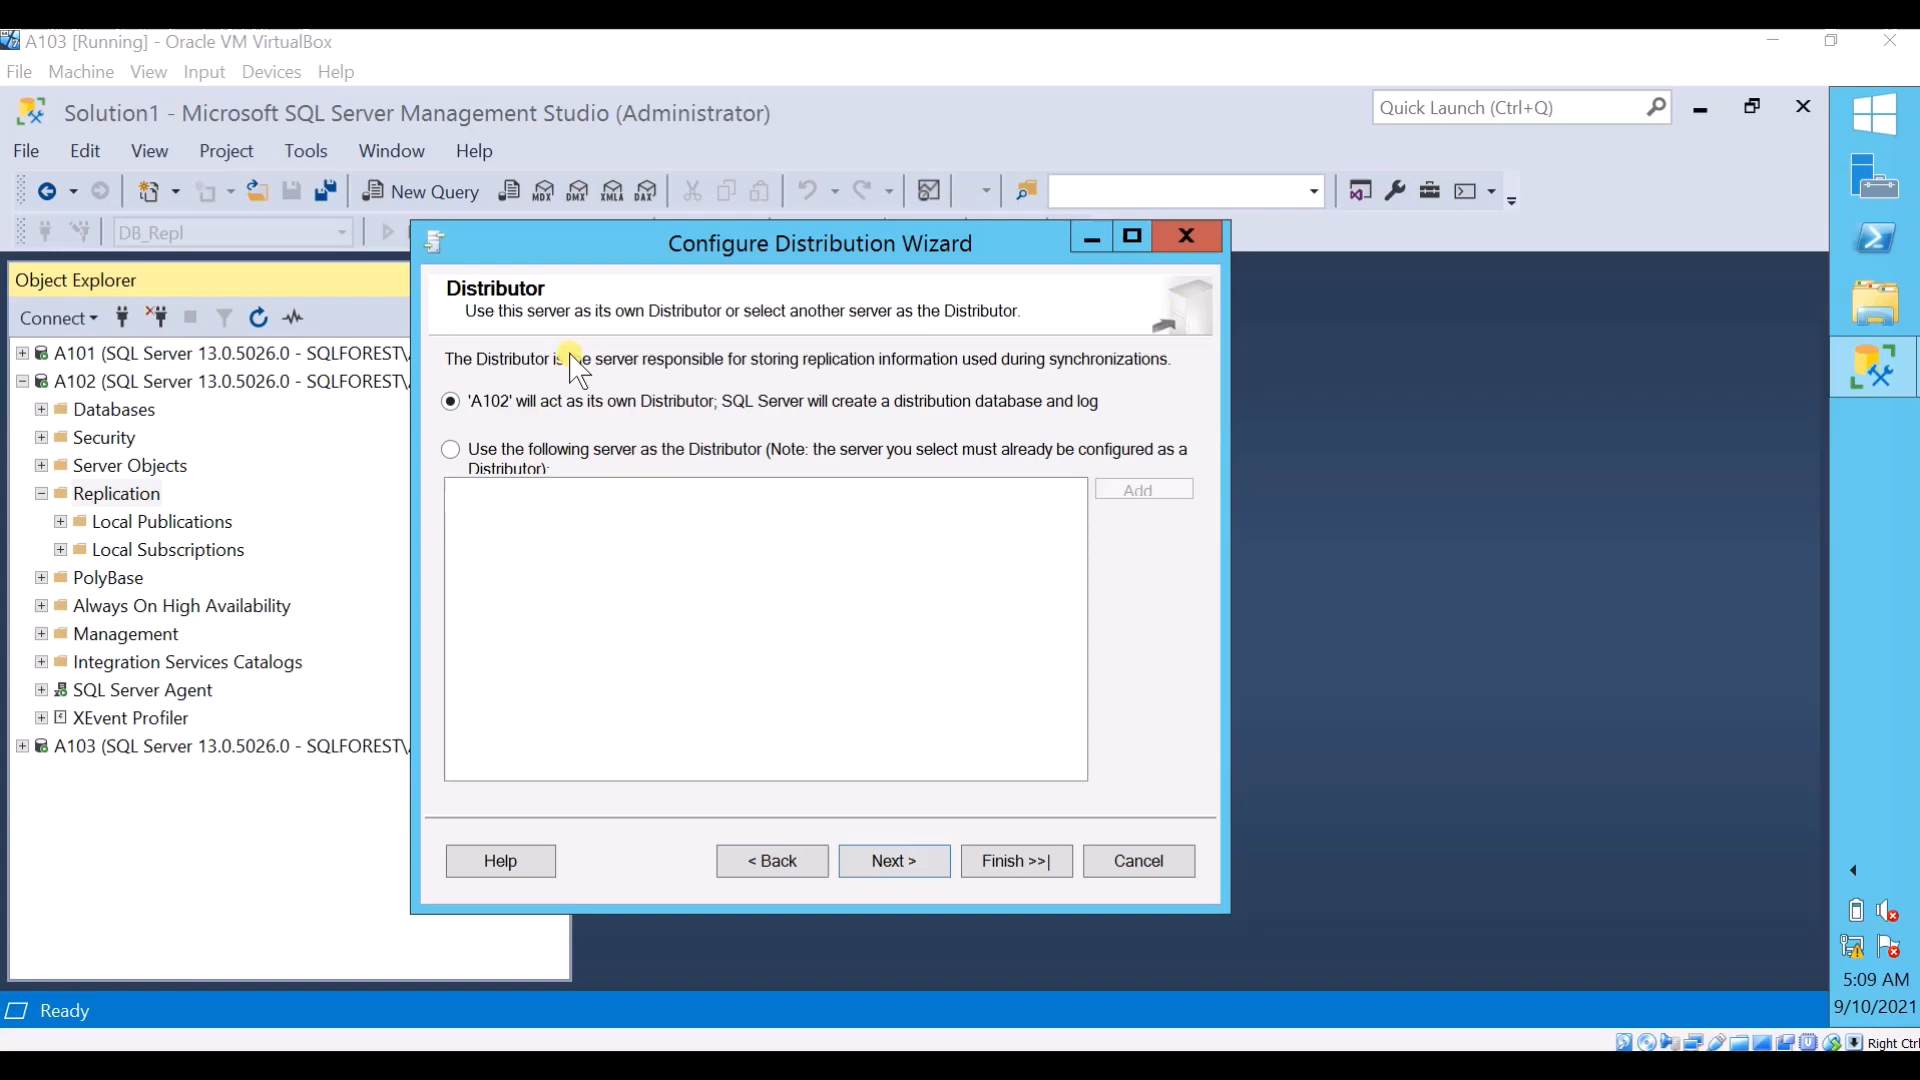 A103 [Running] - Oracle VM VirtualBox
File Machine View Input Devices Help
Solution1 - Microsoft SQL Server Management Studio (Administrator)
Quick Launch (Ctrl+Q)
File Edit View Project Tools Window Help
New Query
MDX DMX XMLA DAX
DB_Repl
Configure Distribution Wizard
Object Explorer
Connect
A101 (SQL Server 13.0.5026.0 - SQLFOREST\
A102 (SQL Server 13.0.5026.0 - SQLFOREST\
Databases
Security
Server Objects
Replication
Local Publications
Local Subscriptions
PolyBase
Always On High Availability
Management
Integration Services Catalogs
SQL Server Agent
XEvent Profiler
A103 (SQL Server 13.0.5026.0 - SQLFOREST\
Distributor
Use this server as its own Distributor or select another server as the Distributor.
The Distributor is the server responsible for storing replication information used during synchronizations.
'A102' will act as its own Distributor; SQL Server will create a distribution database and log
Use the following server as the Distributor (Note: the server you select must already be configured as a
Distributor):
Add
Help < Back Next > Finish >>| Cancel
5:09 AM
9/10/2021
Ready
Right Ctrl